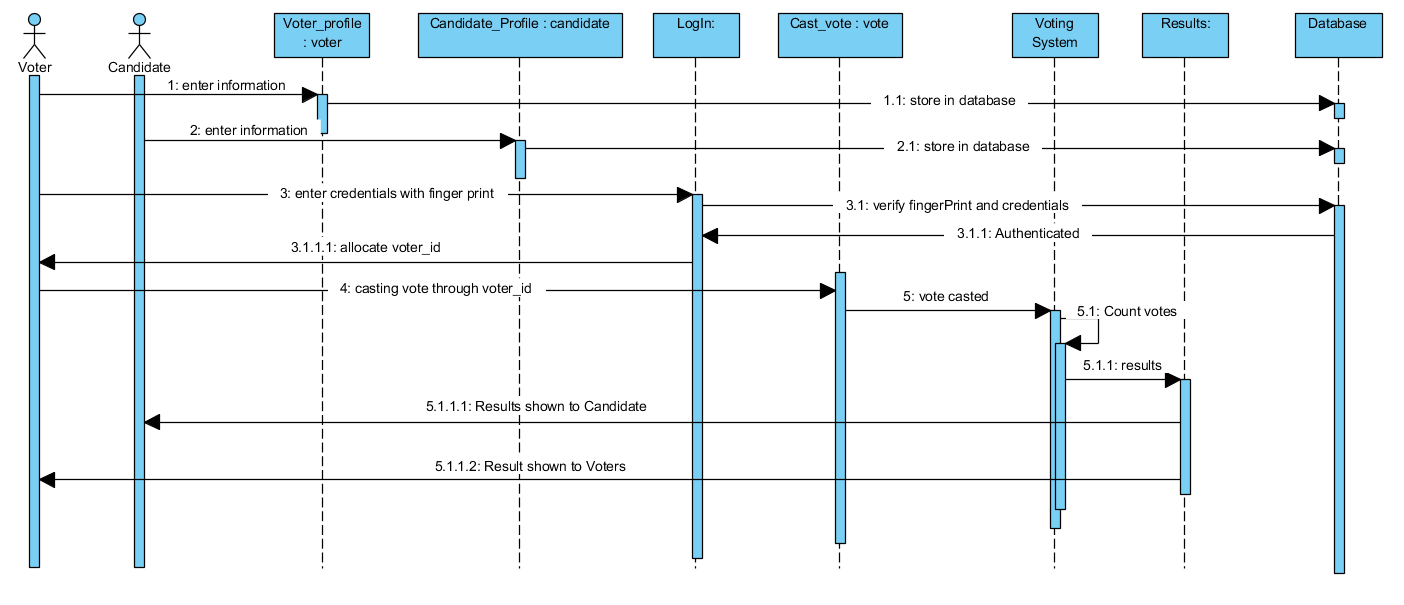 Voter_profile
: voter
Candidate_Profile : candidate
LogIn:
Cast_vote : vote
Voting
System
Results:
Database
Voter
Candidate
1: enter information
1.1: store in database
2: enter information
2.1: store in database
3: enter credentials with finger print
3.1: verify fingerPrint and credentials
3.1.1: Authenticated
3.1.1.1: allocate voter_id
4: casting vote through voter_id
5: vote casted
5.1: Count votes
5.1.1: results
5.1.1.1: Results shown to Candidate
5.1.1.2: Result shown to Voters